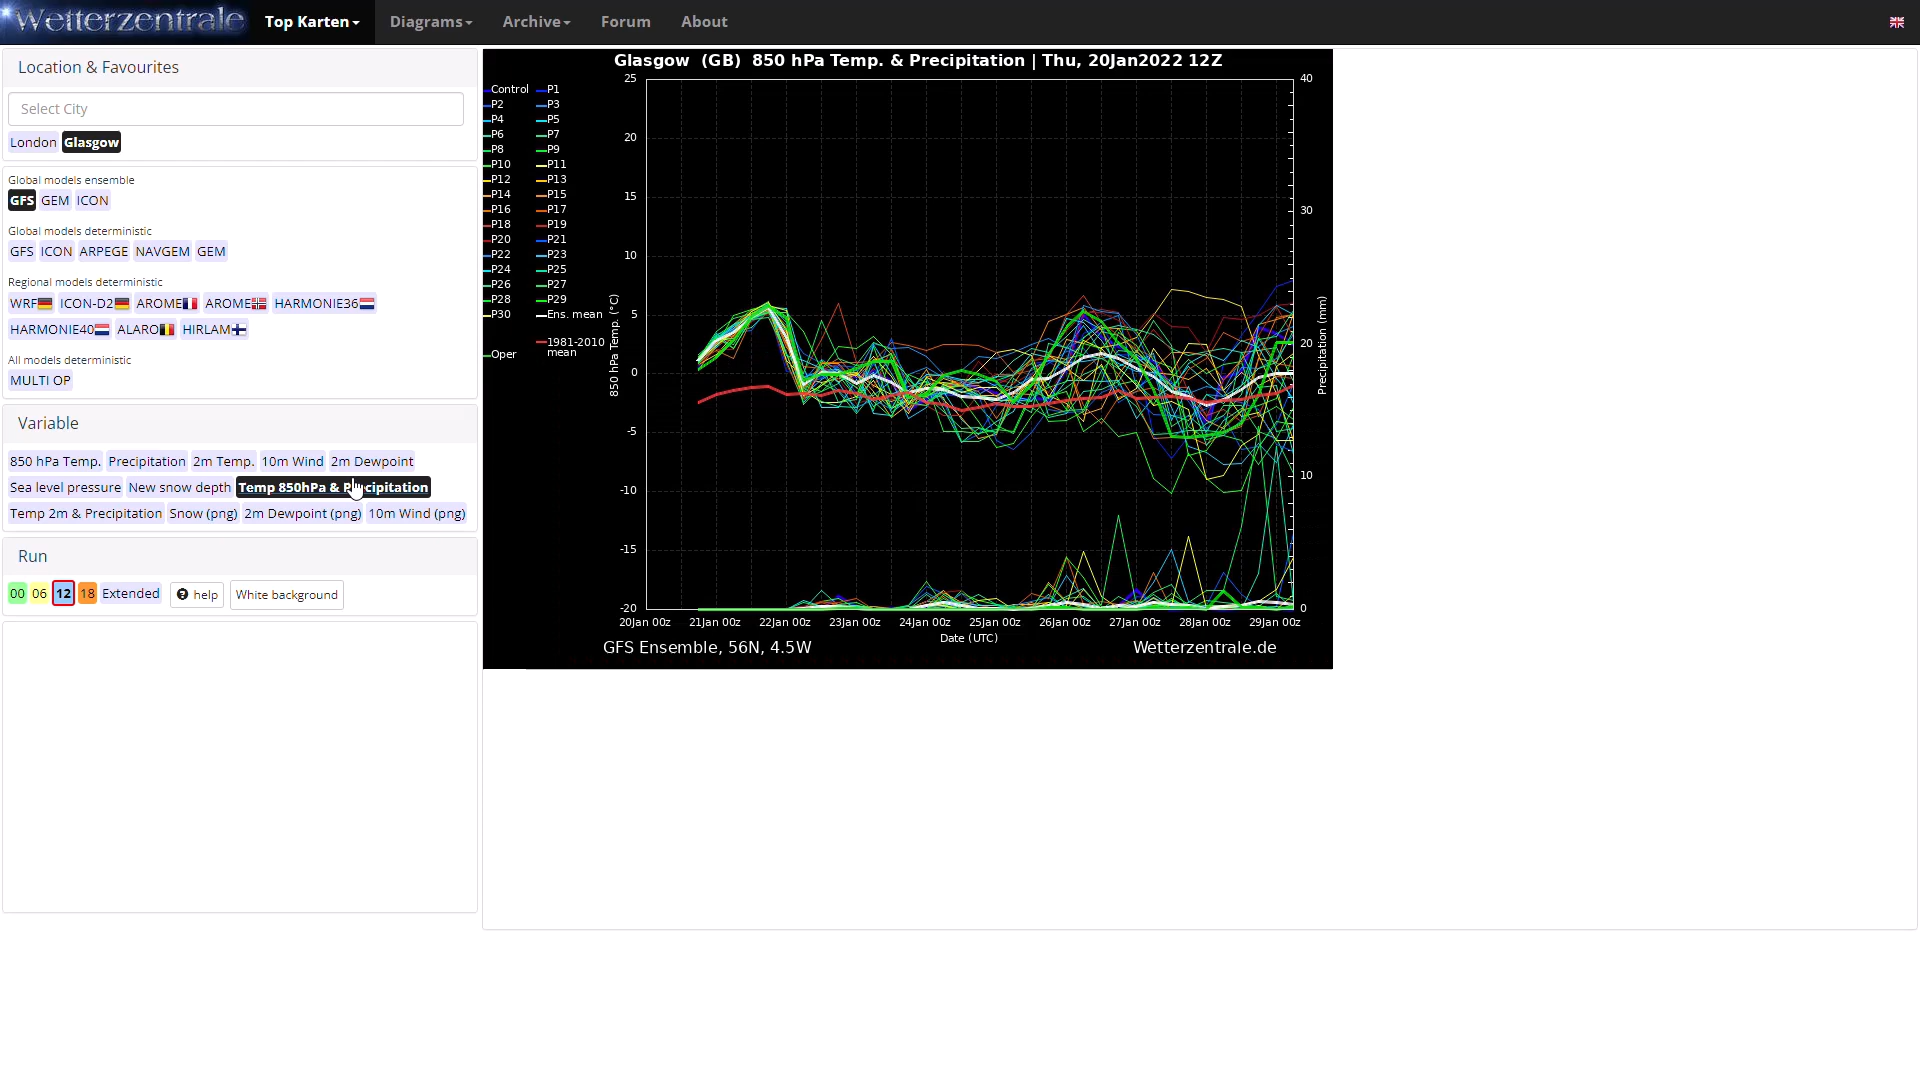 Wetterzentrale Top Karten Diagrams Archive Forum About
Location & Favourites
Select City
London Glasgow
Global models ensemble
GFS GEM ICON
Global models deterministic
GFS ICON ARPEGE NAVGEM GEM
Regional models deterministic
WRF ICON-D2 AROME AROME HARMONIE36
HARMONIE40 ALARO HIRLAM
All models deterministic
MULTI OP
Variable
850 hPa Temp. Precipitation 2m Temp. 10m Wind 2m Dewpoint
Sea level pressure New snow depth Temp 850hPa & Precipitation
Temp 2m & Precipitation Snow (png) 2m Dewpoint (png) 10m Wind (png)
Run
00 06 12 18 Extended help White background
Glasgow (GB) 850 hPa Temp. & Precipitation | Thu, 20Jan2022 12Z
Control P1
P2 P3
P4 P5
P6 P7
P8 P9
P10 P11
P12 P13
P14 P15
P16 P17
P18 P19
P20 P21
P22 P23
P24 P25
P26 P27
P28 P29
P30 Ens. mean
Oper 1981-2010
mean
850 hPa Temp. (°C)
25
20
15
10
5
0
-5
-10
-15
-20
40
30
20
10
0
Precipitation (mm)
20Jan 00z 21Jan 00z 22Jan 00z 23Jan 00z 24Jan 00z 25Jan 00z 26Jan 00z 27Jan 00z 28Jan 00z 29Jan 00z
Date (UTC)
GFS Ensemble, 56N, 4.5W Wetterzentrale.de